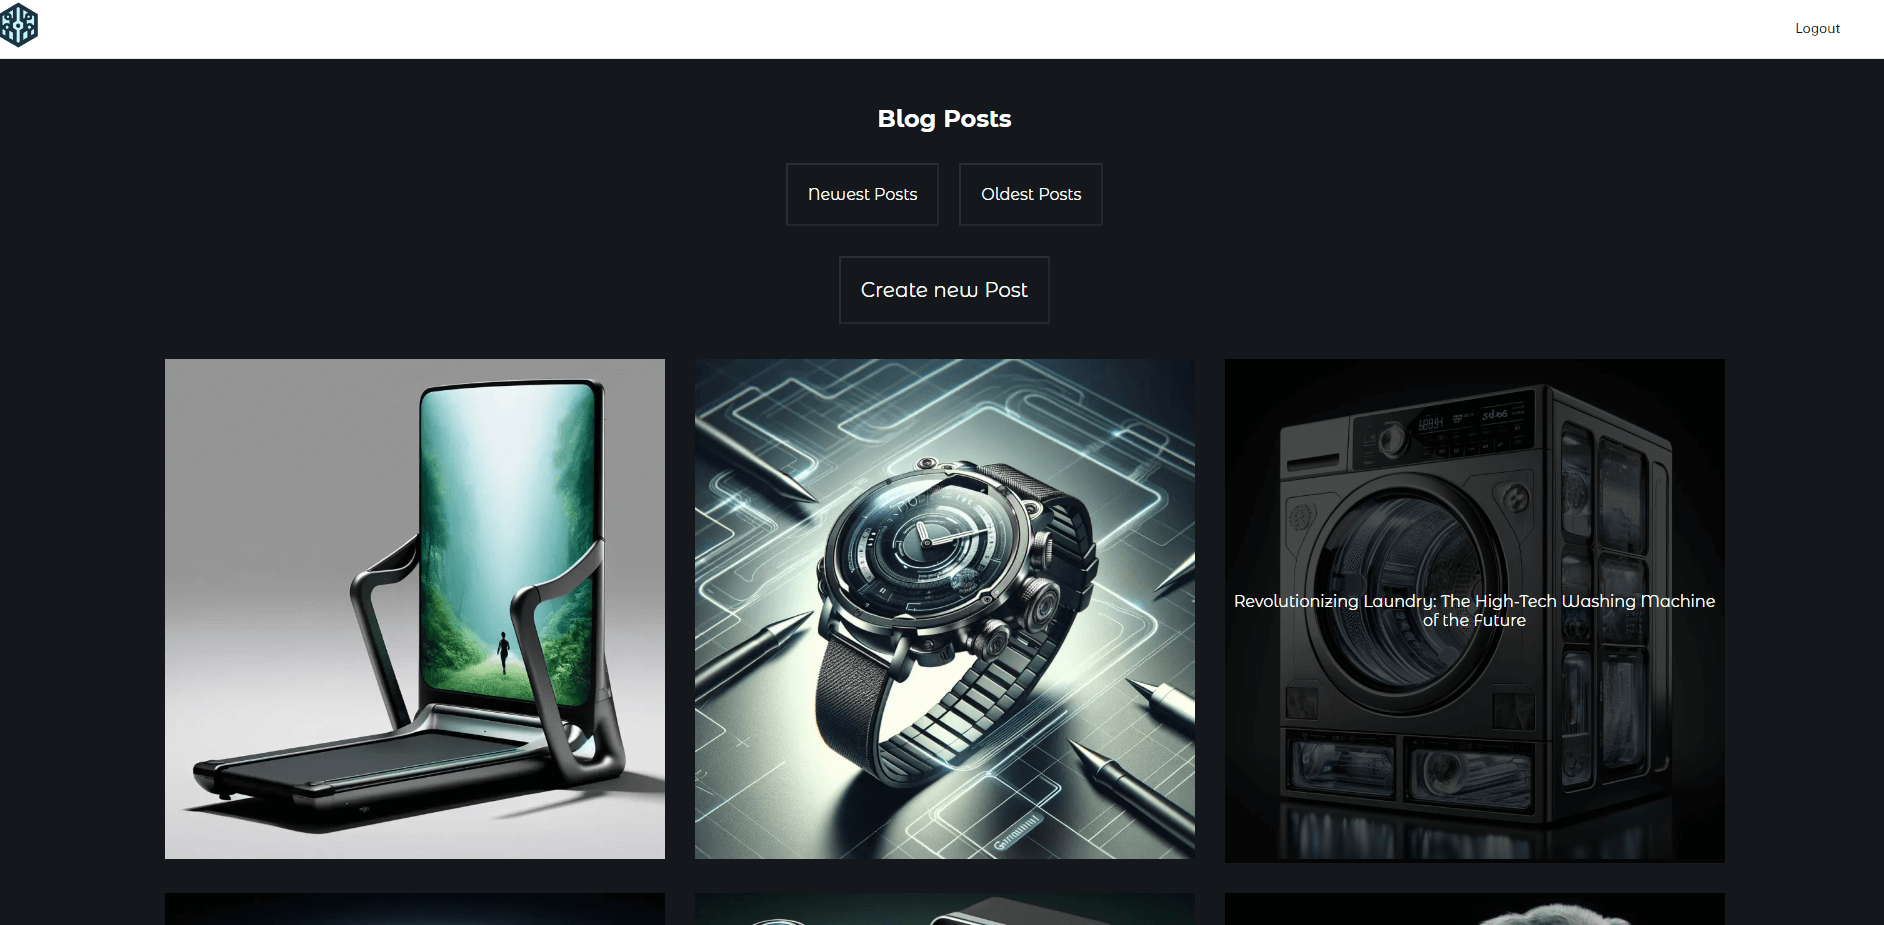 Logout
Blog Posts
Newest Posts
Oldest Posts
Create new Post
Revolutionizing Laundry: The High-Tech Washing Machine
of the Future